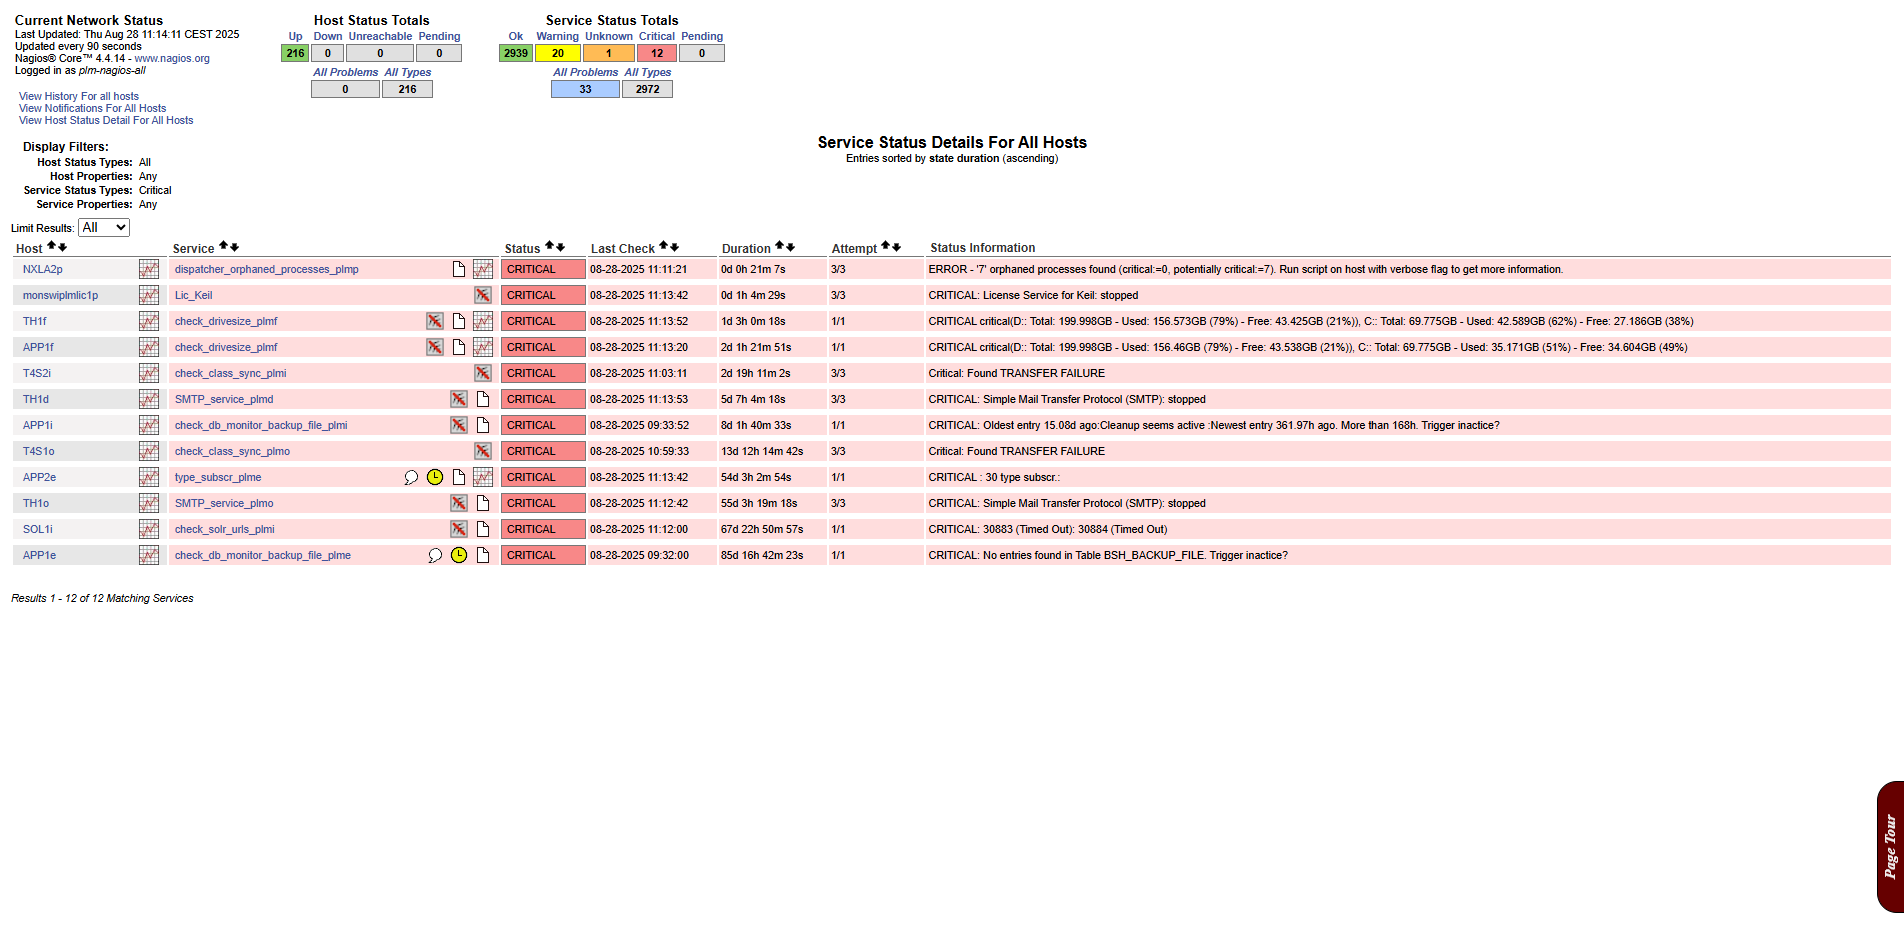 Current Network Status
Last Updated: Thu Aug 28 11:14:11 CEST 2025
Updated every 90 seconds
Nagios® Core™ 4.4.14 - www.nagios.org
Logged in as plm-nagios-all
View History For all hosts
View Notifications For All Hosts
View Host Status Detail For All Hosts
Host Status Totals
Up Down Unreachable Pending
216 0 0 0
All Problems All Types
0 216
Service Status Totals
Ok Warning Unknown Critical Pending
2939 20 1 12 0
All Problems All Types
33 2972
Display Filters:
Host Status Types: All
Host Properties: Any
Service Status Types: Critical
Service Properties: Any
Service Status Details For All Hosts
Entries sorted by state duration (ascending)
Limit Results: All
Host Service Status Last Check Duration Attempt Status Information
NXLA2p dispatcher_orphaned_processes_plmp CRITICAL 08-28-2025 11:11:21 0d 0h 21m 7s 3/3 ERROR - '7' orphaned processes found (critical:=0, potentially critical:=7). Run script on host with verbose flag to get more information.
monswiplmlic1p Lic_Keil CRITICAL 08-28-2025 11:13:42 0d 1h 4m 29s 3/3 CRITICAL: License Service for Keil: stopped
TH1f check_drivesize_plmf CRITICAL 08-28-2025 11:13:52 1d 3h 0m 18s 1/1 CRITICAL critical(D:: Total: 199.998GB - Used: 156.573GB (79%) - Free: 43.425GB (21%)), C:: Total: 69.775GB - Used: 42.589GB (62%) - Free: 27.186GB (38%)
APP1f check_drivesize_plmf CRITICAL 08-28-2025 11:13:20 2d 1h 21m 51s 1/1 CRITICAL critical(D:: Total: 199.998GB - Used: 156.46GB (79%) - Free: 43.538GB (21%)), C:: Total: 69.775GB - Used: 35.171GB (51%) - Free: 34.604GB (49%)
T4S2i check_class_sync_plmi CRITICAL 08-28-2025 11:03:11 2d 19h 11m 2s 3/3 Critical: Found TRANSFER FAILURE
TH1d SMTP_service_plmd CRITICAL 08-28-2025 11:13:53 5d 7h 4m 18s 3/3 CRITICAL: Simple Mail Transfer Protocol (SMTP): stopped
APP1i check_db_monitor_backup_file_plmi CRITICAL 08-28-2025 09:33:52 8d 1h 40m 33s 1/1 CRITICAL: Oldest entry 15.08d ago:Cleanup seems active :Newest entry 361.97h ago. More than 168h. Trigger inactice?
T4S1o check_class_sync_plmo CRITICAL 08-28-2025 10:59:33 13d 12h 14m 42s 3/3 Critical: Found TRANSFER FAILURE
APP2e type_subscr_plme CRITICAL 08-28-2025 11:13:42 54d 3h 2m 54s 1/1 CRITICAL : 30 type subscr.:
TH1o SMTP_service_plmo CRITICAL 08-28-2025 11:12:42 55d 3h 19m 18s 3/3 CRITICAL: Simple Mail Transfer Protocol (SMTP): stopped
SOL1i check_solr_urls_plmi CRITICAL 08-28-2025 11:12:00 67d 22h 50m 57s 1/1 CRITICAL: 30883 (Timed Out): 30884 (Timed Out)
APP1e check_db_monitor_backup_file_plme CRITICAL 08-28-2025 09:32:00 85d 16h 42m 23s 1/1 CRITICAL: No entries found in Table BSH_BACKUP_FILE. Trigger inactice?
Results 1 - 12 of 12 Matching Services
Page Tour